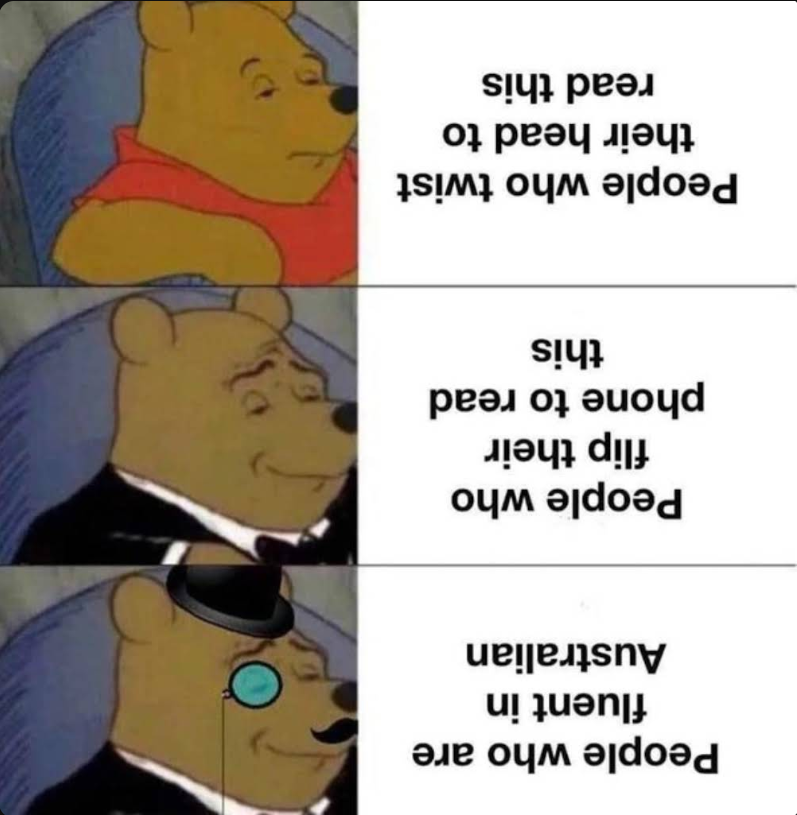 People who twist
their head to
read this
People who
flip their
phone to read
this
People who are
fluent in
Australian